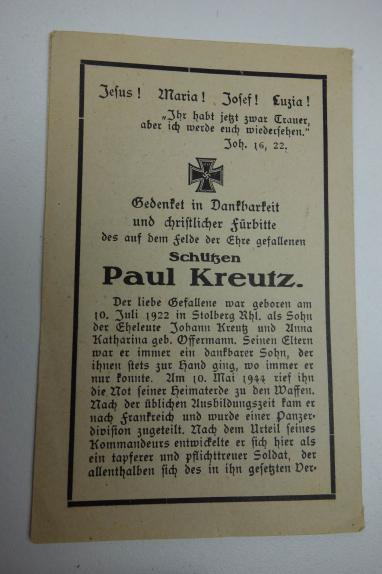 Jesus! Maria! Josef! Luzia!
„Ihr habt jetzt zwar Trauer,
aber ich werde euch wiedersehen."
Joh. 16, 22.
Gedenket in Dankbarkeit
und christlicher Fürbitte
des auf dem Felde der Ehre gefallenen
Schützen
Paul Kreutz.
Der liebe Gefallene war geboren am
10. Juli 1922 in Stolberg Rhl. als Sohn
der Eheleute Johann Kreutz und Anna
Katharina geb. Offermann. Seinen Eltern
war er immer ein dankbarer Sohn, der
ihnen stets zur Hand ging, wo immer er
nur konnte. Am 10. Mai 1944 rief ihn
die Not seiner Heimaterde zu den Waffen.
Nach der üblichen Ausbildungszeit kam er
nach Frankreich und wurde einer Panzer-
division zugeteilt. Nach dem Urteil seines
Kommandeurs entwickelte er sich hier als
ein tapferer und pflichttreuer Soldat, der
allenthalben sich des in ihn gesetzten Ver-